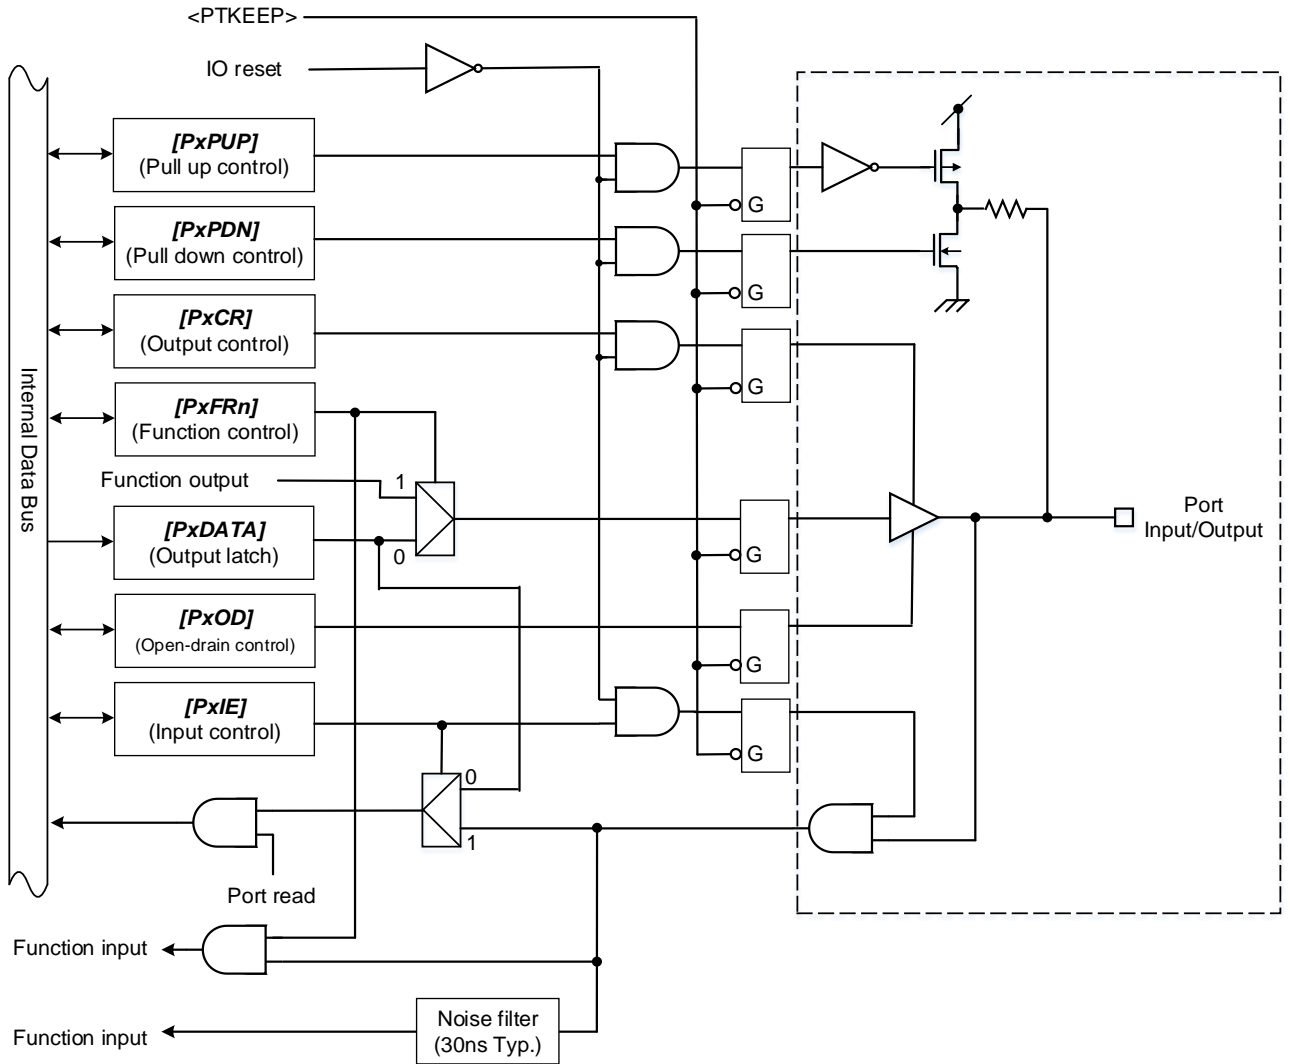 <PTKEEP>
IO reset
[PxPUP]
(Pull up control)
G
[PxPDN]
(Pull down control)
G
[PxCR]
(Output control)
G
Internal Data Bus
[PxFRn]
(Function control)
Function output
1
0
[PxDATA]
(Output latch)
G
Port
Input/Output
[PxOD]
(Open-drain control)
G
[PxIE]
(Input control)
G
0
1
Port read
Function input
Noise filter
(30ns Typ.)
Function input